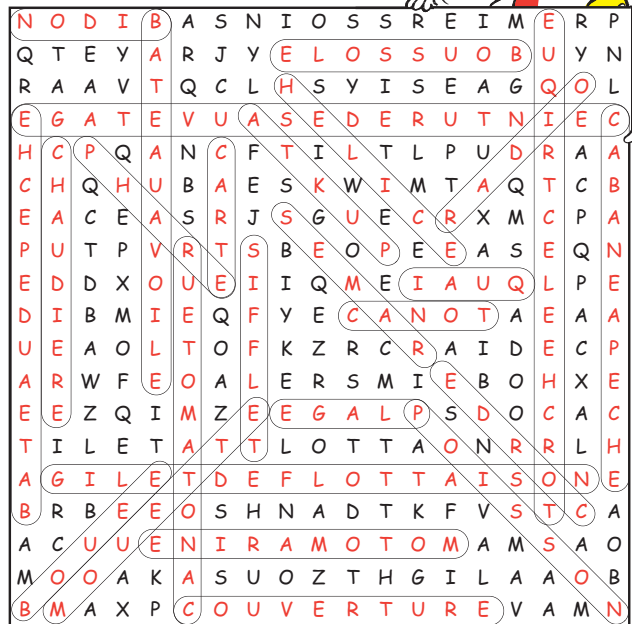 N O D I B A S N I O S S R E I M E R P
Q T E Y A R J Y E L O S S U O B U Y N
R A A V T Q C L H S Y I S E A G Q O L
E G A T E V U A S E D E R U T N I E C
H C P Q A N C F T I L T L P U D R A A
C H Q H U B A E S K W I M T A Q T C B
E A C E A S R J S G U E C R X M C P A
P U T P V R T S B E O P E E A S E Q N
E D D X O U E I I Q M E I A U Q L P E
D I B M I E Q F Y E C A N O T A E A A
U E A O L T O F K Z R C R A I D E C P
A R W F E O A L E R S M I E B O H X E
E E Z Q I M Z E E G A L P S D O C A C
T I L E T A T T L O T T A O N R R L H
A G I L E T D E F L O T T A I S O N E
B R B E E O S H N A D T K F V S T C A
A C U U E N I R A M O T O M A M S A O
M O O A K A S U O Z T H G I L A A O B
B M A X P C O U V E R T U R E V A M N